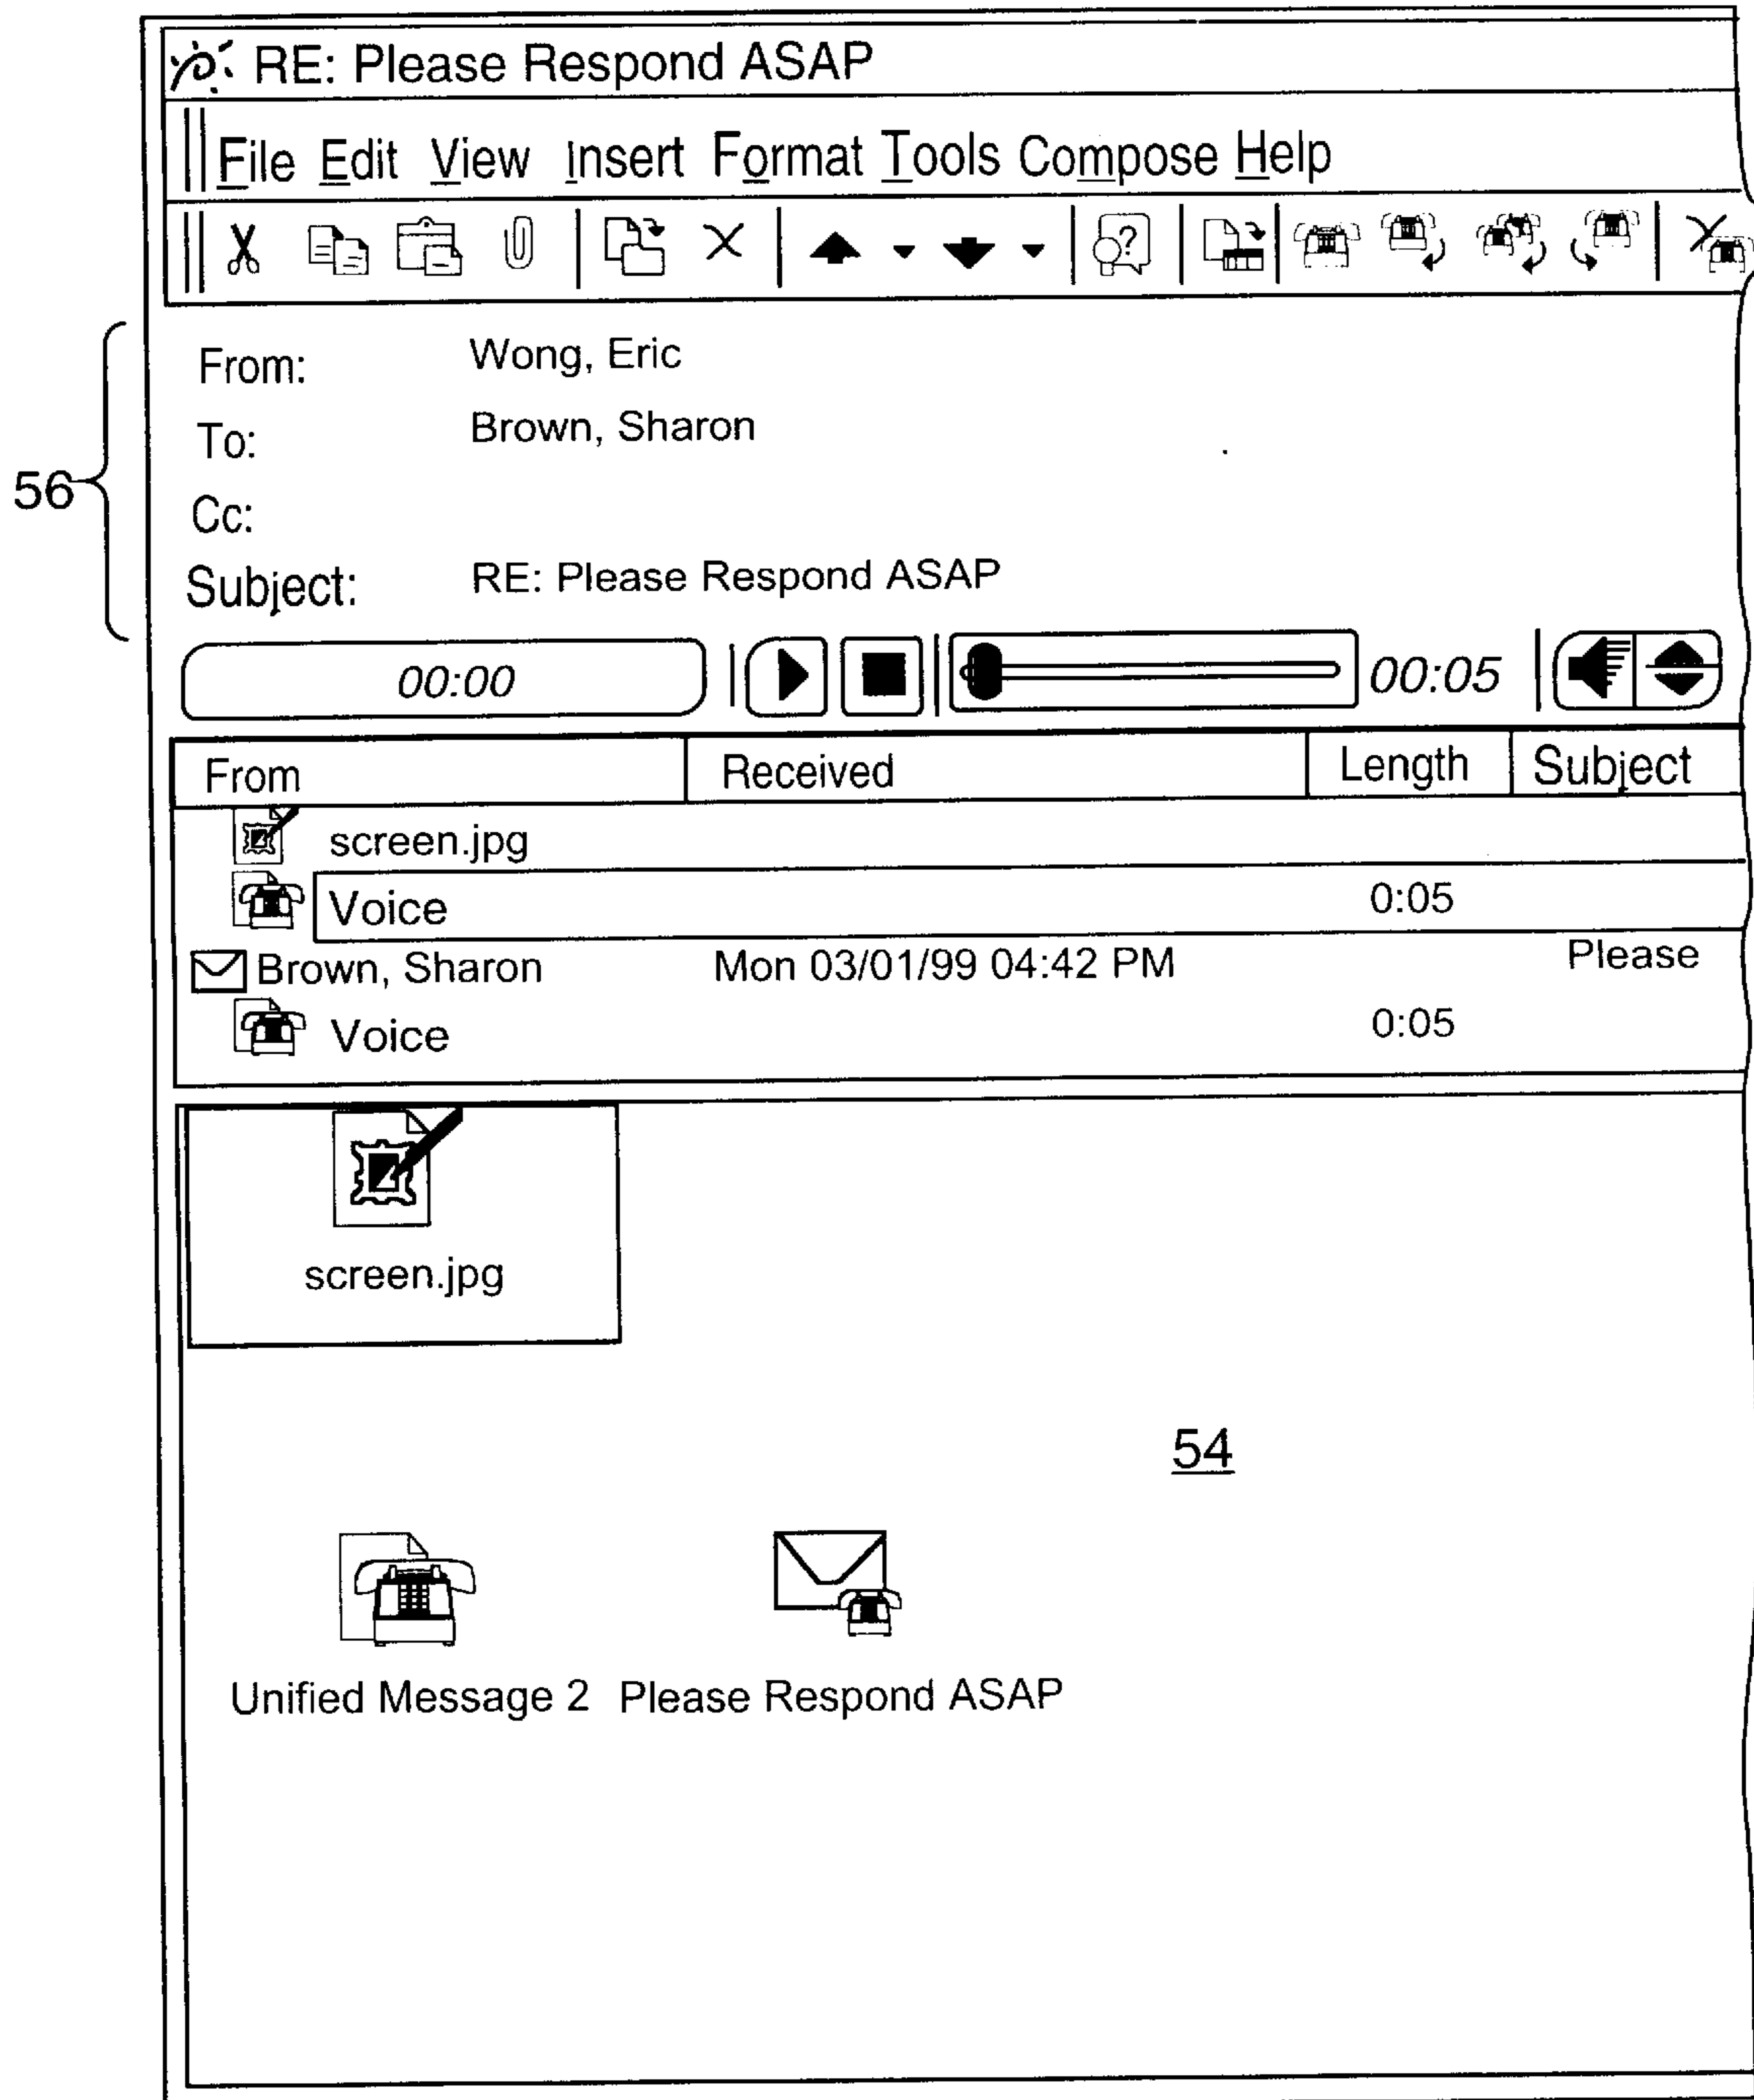 RE: Please Respond ASAP
File Edit View Insert Format Tools Compose Help
?
From: Wong, Eric
To: Brown, Sharon
56
Cc:
Subject: RE: Please Respond ASAP
00:00 00:05
From Received Length Subject
screen.jpg
Voice 0:05
Brown, Sharon Mon 03/01/99 04:42 PM Please
Voice 0:05
screen.jpg
54
Unified Message 2 Please Respond ASAP